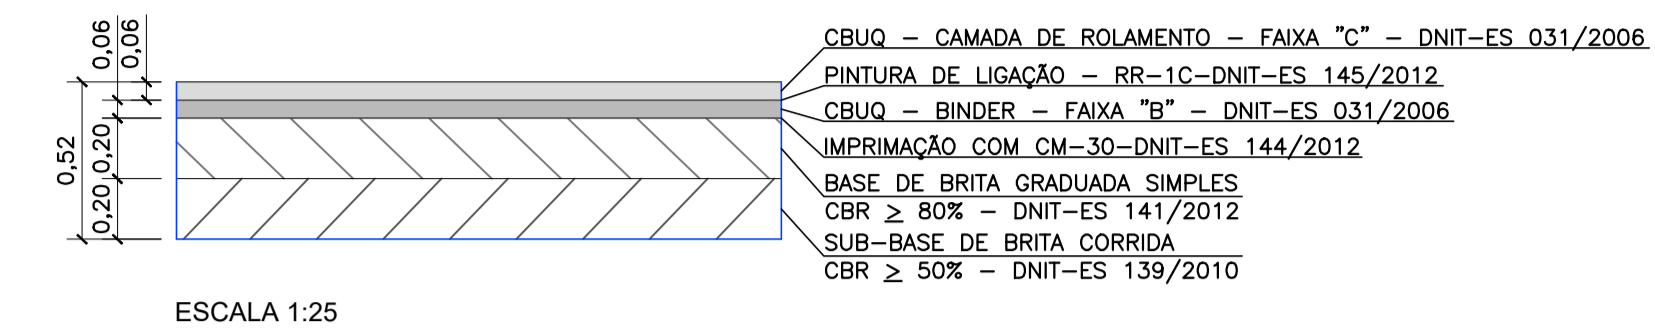 0,06
0,06
0,52
0,20
0,20
CBUQ – CAMADA DE ROLAMENTO – FAIXA "C" – DNIT–ES 031/2006
PINTURA DE LIGAÇÃO – RR–1C–DNIT–ES 145/2012
CBUQ – BINDER – FAIXA "B" – DNIT–ES 031/2006
IMPRIMAÇÃO COM CM–30–DNIT–ES 144/2012
BASE DE BRITA GRADUADA SIMPLES
CBR ≥ 80% – DNIT–ES 141/2012
SUB–BASE DE BRITA CORRIDA
CBR ≥ 50% – DNIT–ES 139/2010
ESCALA 1:25